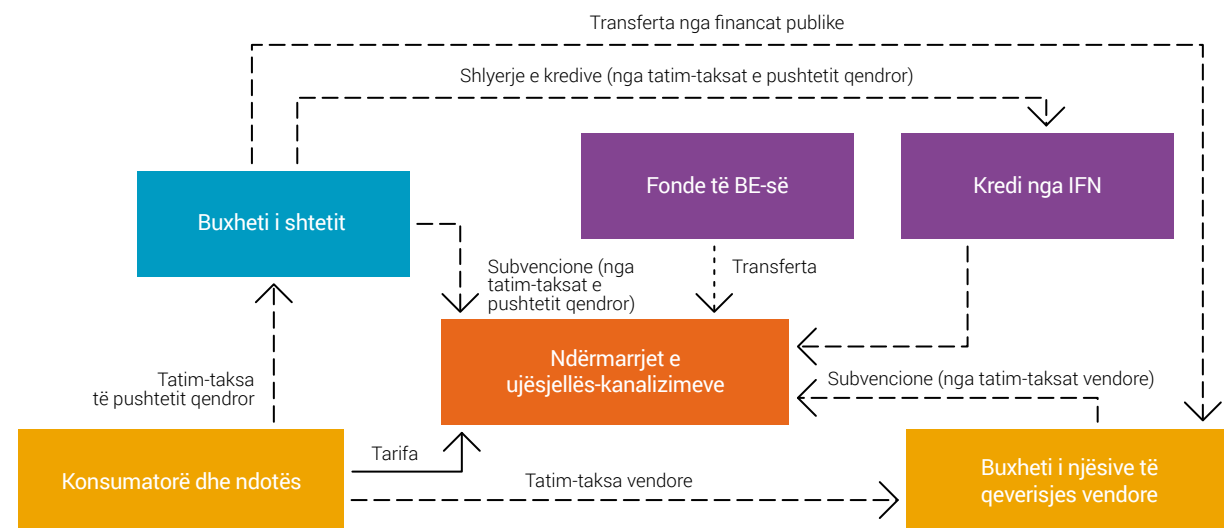 Transferta nga financat publike
Shlyerje e kredive (nga tatim-taksat e pushtetit qendror)
Fonde të BE-së
Kredi nga IFN
Buxheti i shtetit
Subvencione (nga
tatim-taksat e
pushtetit qendror)
Transferta
Ndërmarrjet e
ujësjellës-kanalizimeve
Subvencione (nga tatim-taksat vendore)
Tatim-taksa
të pushtetit qendror
Tarifa
Konsumatorë dhe ndotës
Tatim-taksa vendore
Buxheti i njësive të
qeverisjes vendore